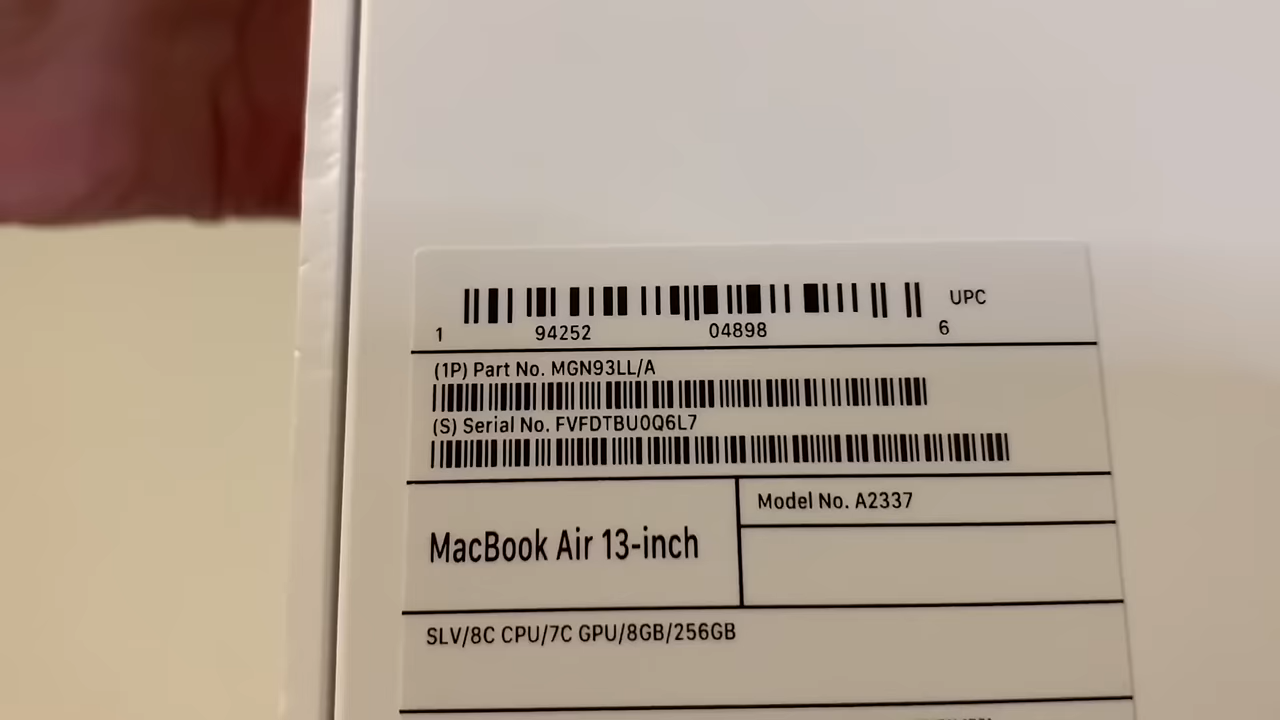 UPC
1 94252 04898 6
(1P) Part No. MGN93LL/A
(S) Serial No. FVFDTBU0Q6L7
Model No. A2337
MacBook Air 13-inch
SLV/8C CPU/7C GPU/8GB/256GB